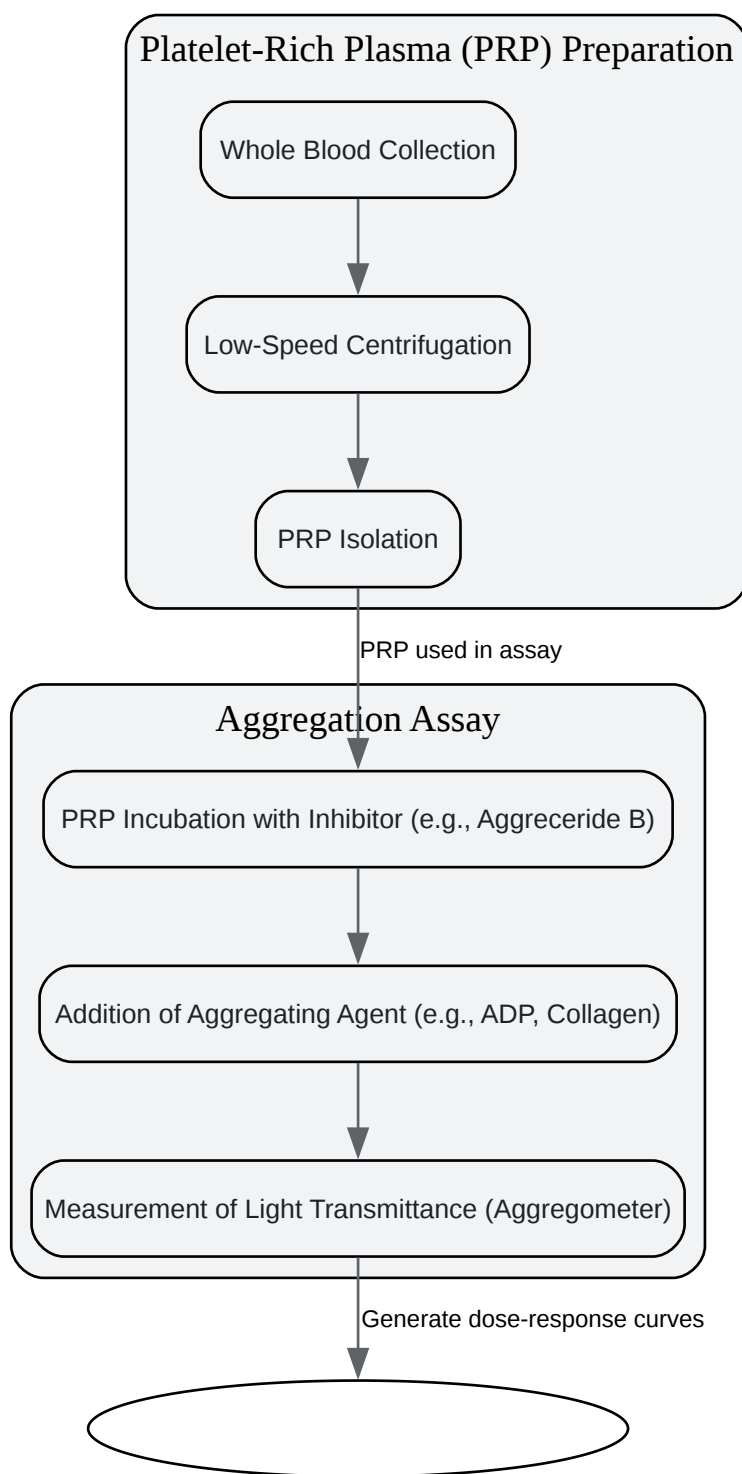 Platelet-Rich Plasma (PRP) Preparation
Whole Blood Collection
Low-Speed Centrifugation
PRP Isolation
PRP used in assay
Aggregation Assay
PRP Incubation with Inhibitor (e.g., Aggreceride B)
Addition of Aggregating Agent (e.g., ADP, Collagen)
Measurement of Light Transmittance (Aggregometer)
Generate dose-response curves